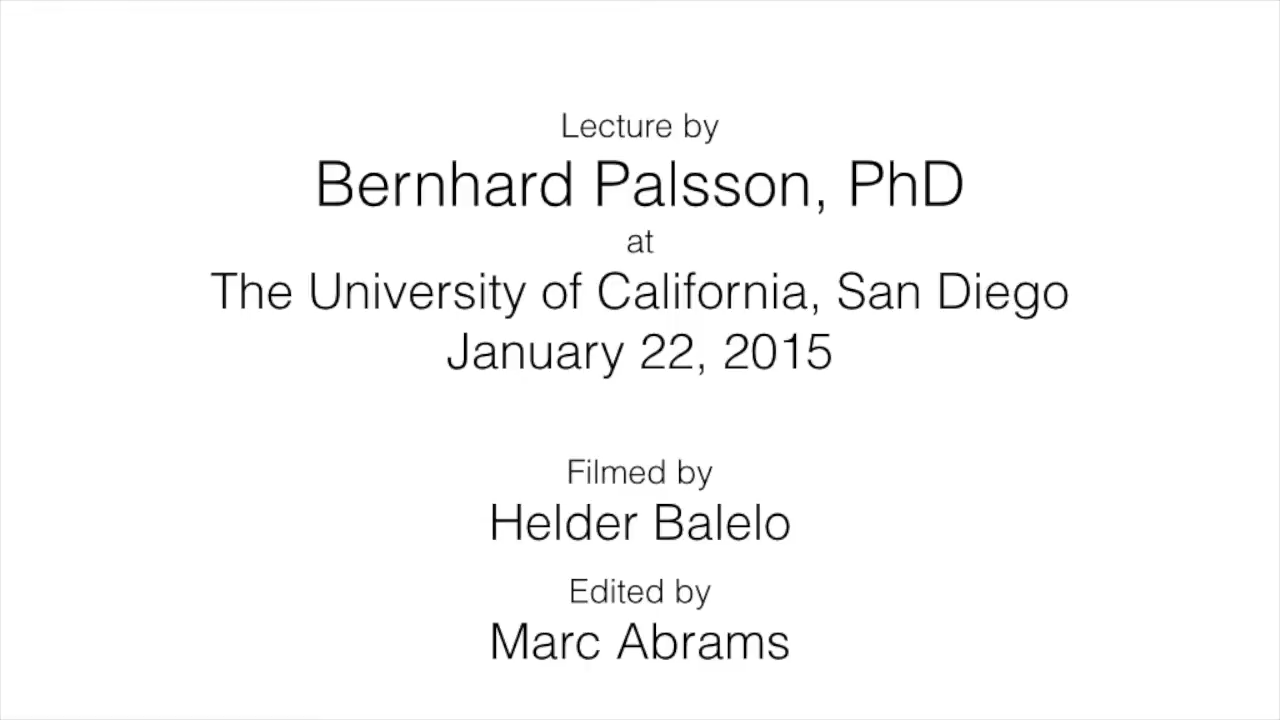 Lecture by
Bernhard Palsson, PhD
at
The University of California, San Diego
January 22, 2015
Filmed by
Helder Balelo
Edited by
Marc Abrams